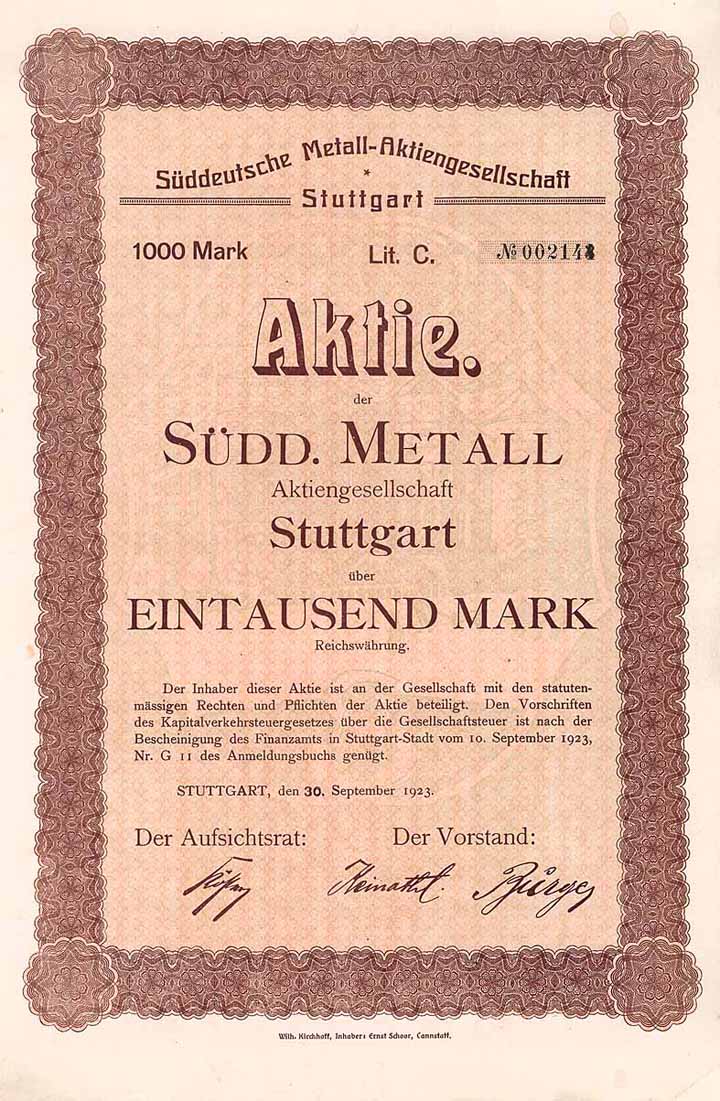 Süddeutsche Metall-Aktiengesellschaft
*
Stuttgart
1000 Mark Lit. C. № 002148
Aktie.
der
SÜDD. METALL
Aktiengesellschaft
Stuttgart
über
EINTAUSEND MARK
Reichswährung.
Der Inhaber dieser Aktie ist an der Gesellschaft mit den statuten-
mässigen Rechten und Pflichten der Aktie beteiligt. Den Vorschriften
des Kapitalverkehrsteuergesetzes über die Gesellschaftsteuer ist nach der
Bescheinigung des Finanzamts in Stuttgart-Stadt vom 10. September 1923,
Nr. G 11 des Anmeldungsbuchs genügt.
STUTTGART, den 30. September 1923.
Der Aufsichtsrat: Der Vorstand:
Wilh. Kirchhoff, Inhaber: Ernst Schoor, Cannstatt.